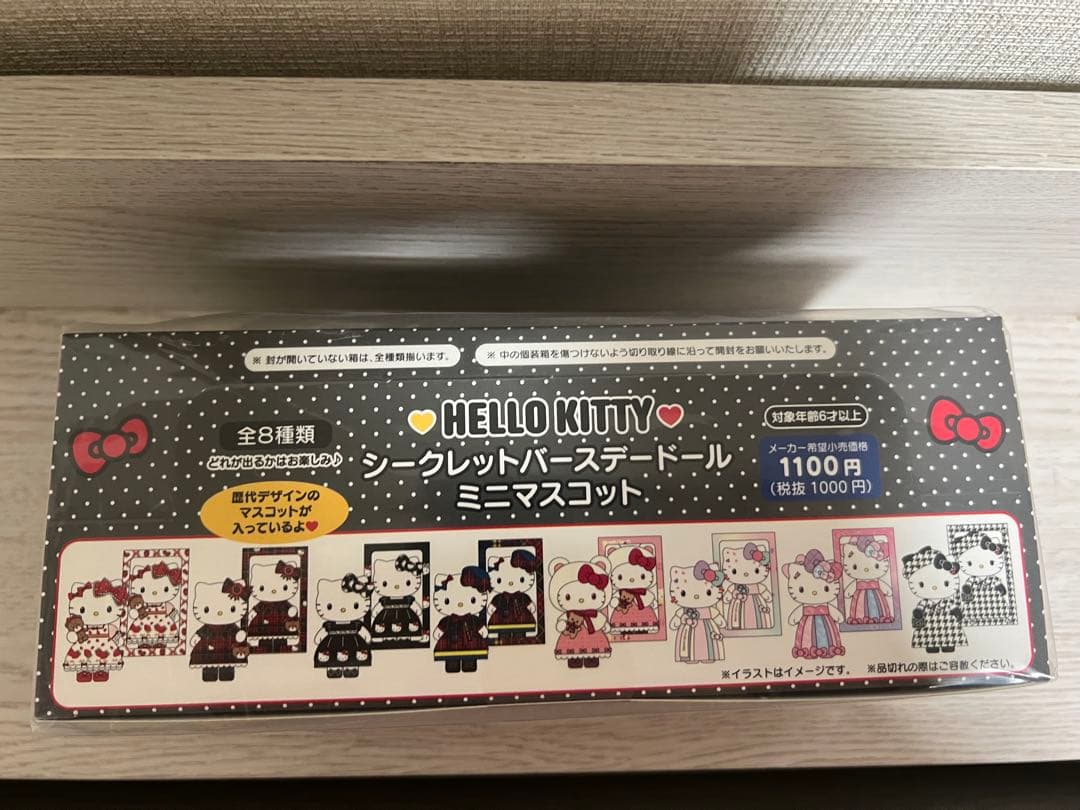 ※ 封が開いていない箱は、全種類揃います。
※ 中の個装箱を傷つけないよう切り取り線に沿って開封をお願いいたします。
HELLO KITTY
シークレットバースデードール
ミニマスコット
全8種類
どれが出るかはお楽しみ♪
歴代デザインの
マスコットが
入っているよ♥
対象年齢6才以上
メーカー希望小売価格
1100円
(税抜 1000円)
※イラストはイメージです。
※品切れの際はご容赦ください。